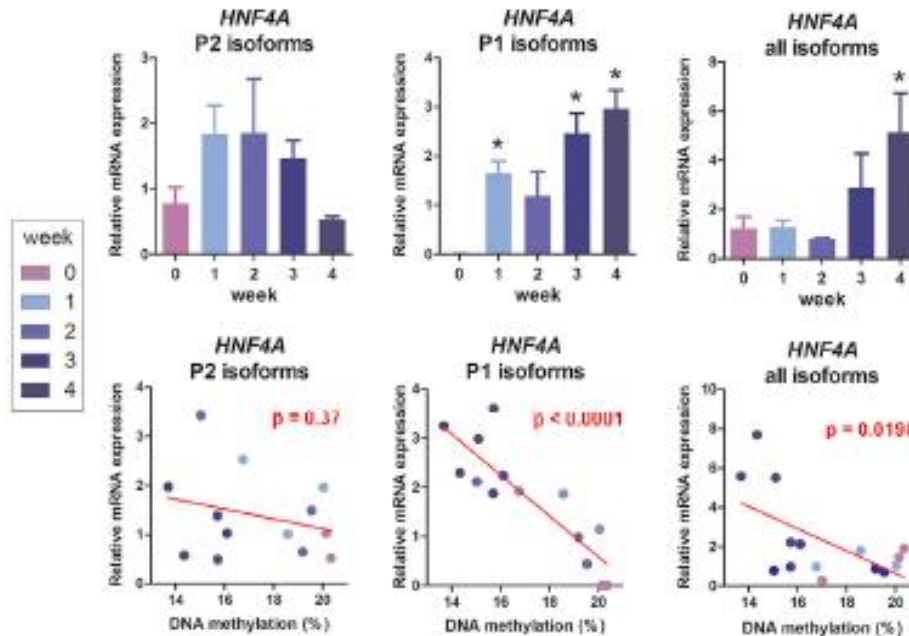 HNF4A
P2 isoforms
Relative mRNA expression
3
2
1
0
0 1 2 3 4
week
HNF4A
P1 isoforms
Relative mRNA expression
4
3
2
1
0
0 1 2 3 4
week
HNF4A
all isoforms
Relative mRNA expression
8
6
4
2
0
0 1 2 3 4
week
week
0
1
2
3
4
* * *
*
HNF4A
P2 isoforms
Relative mRNA expression
4
3
2
1
0
p = 0.37
14 16 18 20
DNA methylation (%)
HNF4A
P1 isoforms
Relative mRNA expression
4
3
2
1
0
p < 0.0001
14 16 18 20
DNA methylation (%)
HNF4A
all isoforms
Relative mRNA expression
10
8
6
4
2
0
p = 0.0198
14 16 18 20
DNA methylation (%)